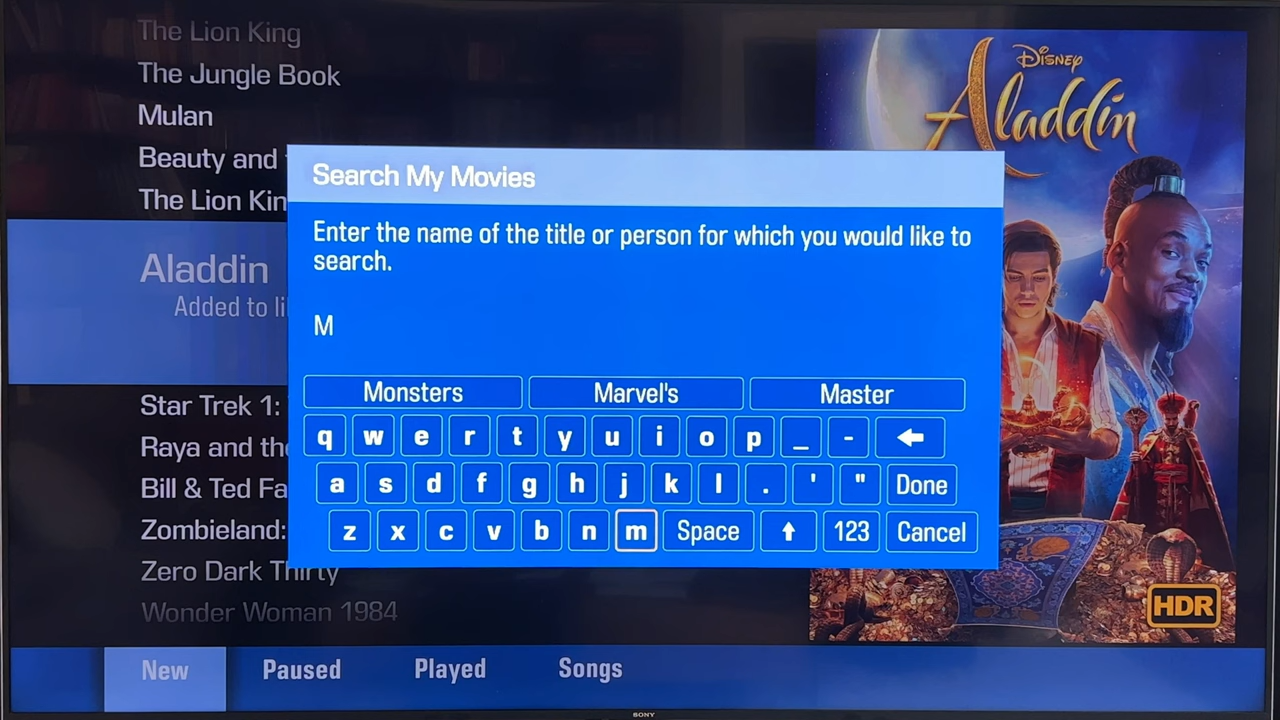 The Lion King
The Jungle Book
Mulan
Beauty and
The Lion Kin
Aladdin
Added to li
Star Trek 1:
Raya and the
Bill & Ted Fa
Zombieland:
Zero Dark Thirty
Wonder Woman 1984
Search My Movies
Enter the name of the title or person for which you would like to
search.
M
Monsters Marvel's Master
q w e r t y u i o p _ - ←
a s d f g h j k l . ' " Done
z x c v b n m Space ↑ 123 Cancel
Disney
Aladdin
HDR
New Paused Played Songs
SONY